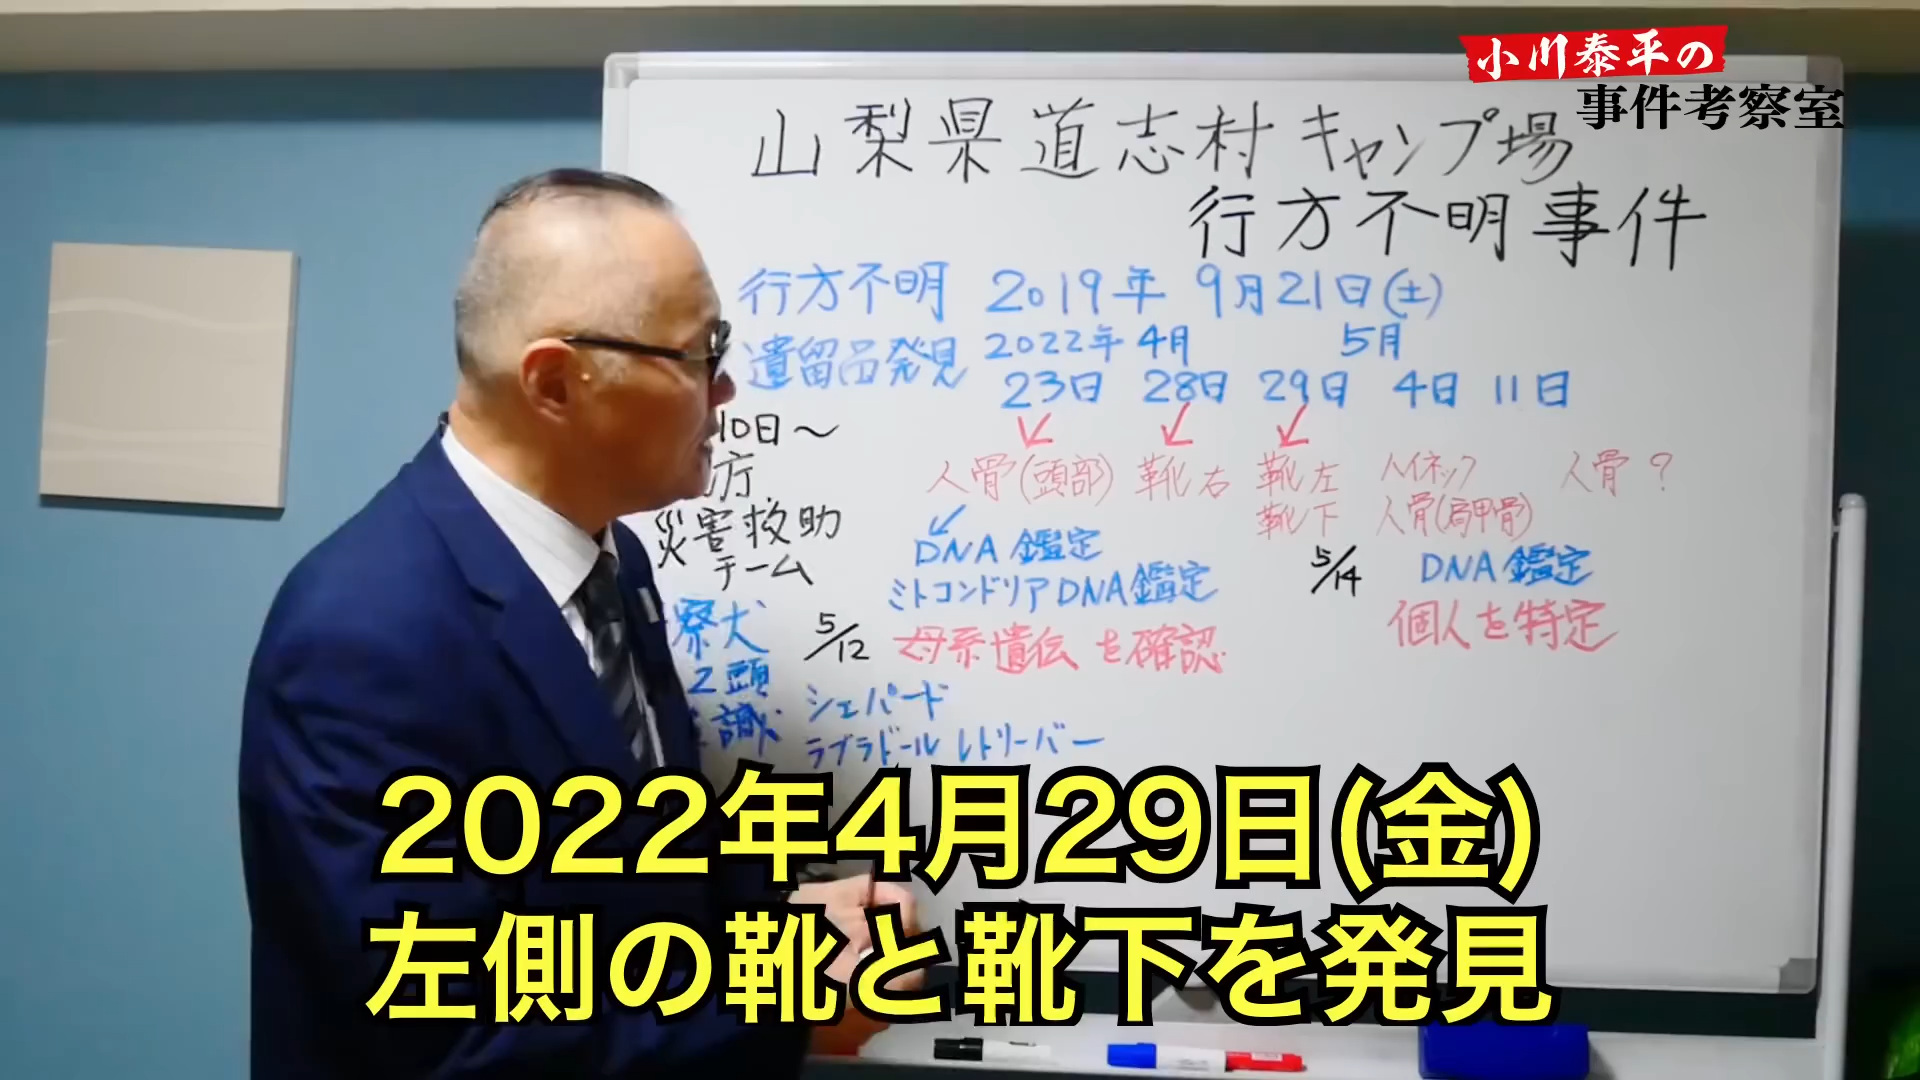 小川泰平の
事件考察室
山梨県道志村キャンプ場
行方不明事件
行方不明 2019年 9月21日(土)
遺留品発見 2022年 4月 5月
23日 28日 29日 4日 11日
10日～
人骨(頭部) 靴右 靴左 ハイネック 人骨?
靴下 人骨(肩甲骨)
災害救助
チーム
DNA鑑定
ミトコンドリアDNA鑑定
5/14 DNA鑑定
個人を特定
察犬
2頭
5/12 母系遺伝を確認
シェパード
ラブラドールレトリーバー
2022年4月29日(金)
左側の靴と靴下を発見